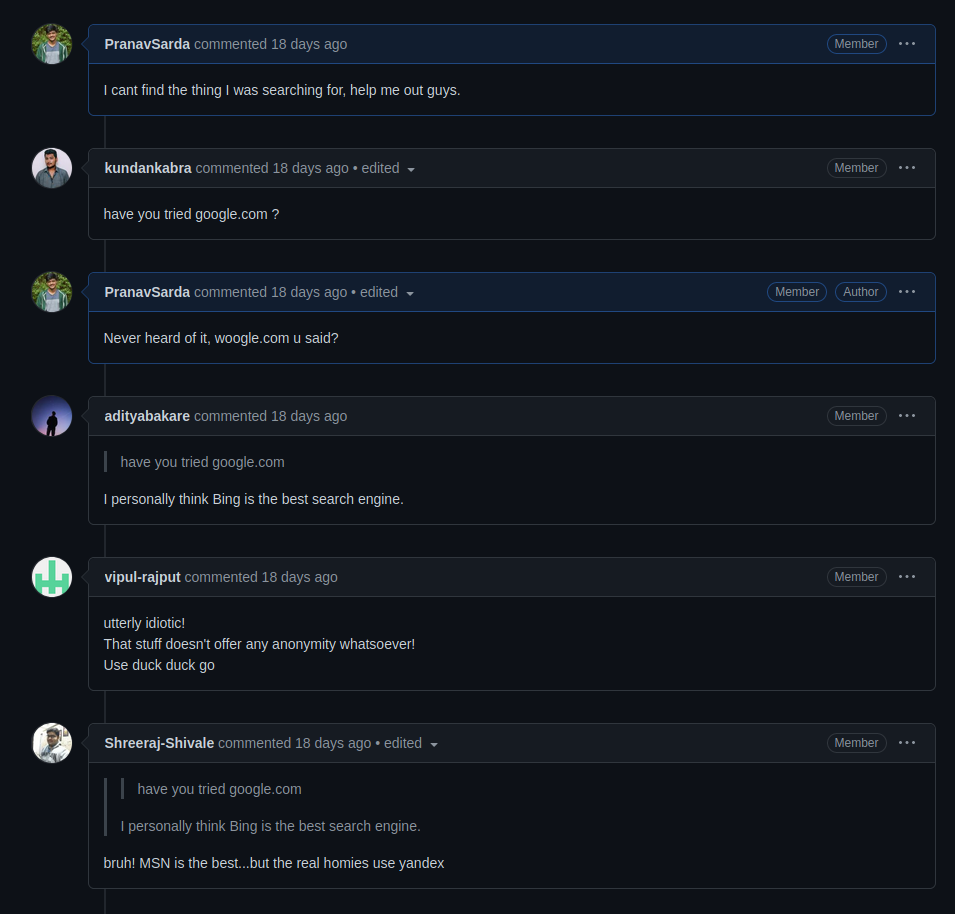 PranavSarda commented 18 days ago Member ...
I cant find the thing I was searching for, help me out guys.
kundankabra commented 18 days ago • edited Member ...
have you tried google.com ?
PranavSarda commented 18 days ago • edited Member Author ...
Never heard of it, woogle.com u said?
adityabakare commented 18 days ago Member ...
have you tried google.com
I personally think Bing is the best search engine.
vipul-rajput commented 18 days ago Member ...
utterly idiotic!
That stuff doesn't offer any anonymity whatsoever!
Use duck duck go
Shreeraj-Shivale commented 18 days ago • edited Member ...
have you tried google.com
I personally think Bing is the best search engine.
bruh! MSN is the best...but the real homies use yandex